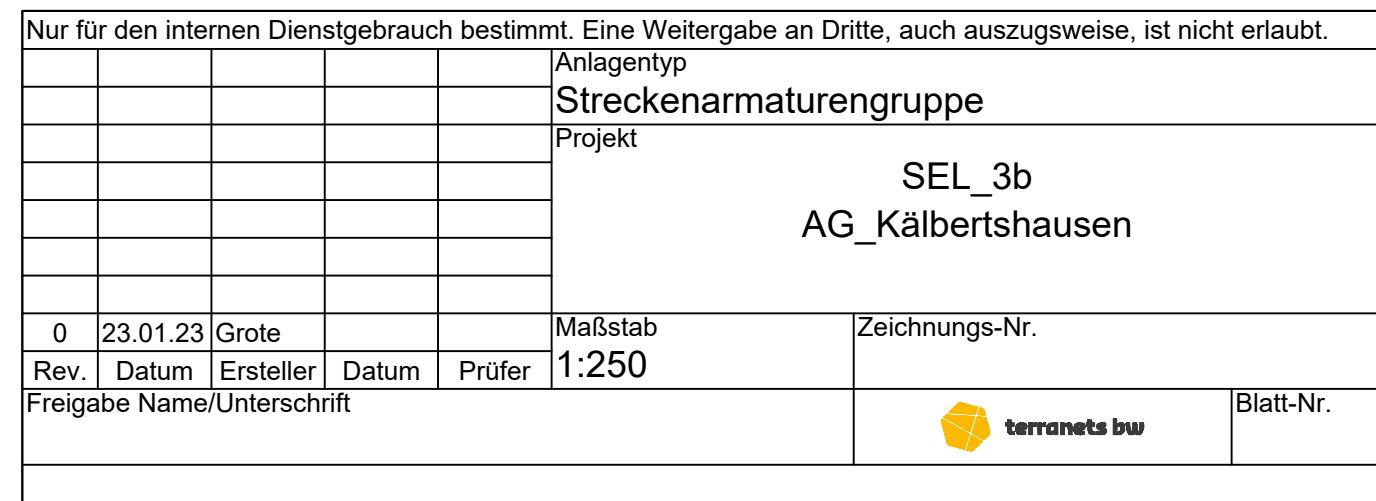 Nur für den internen Dienstgebrauch bestimmt. Eine Weitergabe an Dritte, auch auszugsweise, ist nicht erlaubt.
Anlagentyp
Streckenarmaturengruppe
Projekt
SEL_3b
AG_Kälbertshausen
0 23.01.23 Grote
Rev. Datum Ersteller Datum Prüfer
Maßstab
1:250
Zeichnungs-Nr.
Freigabe Name/Unterschrift
terranets bw
Blatt-Nr.